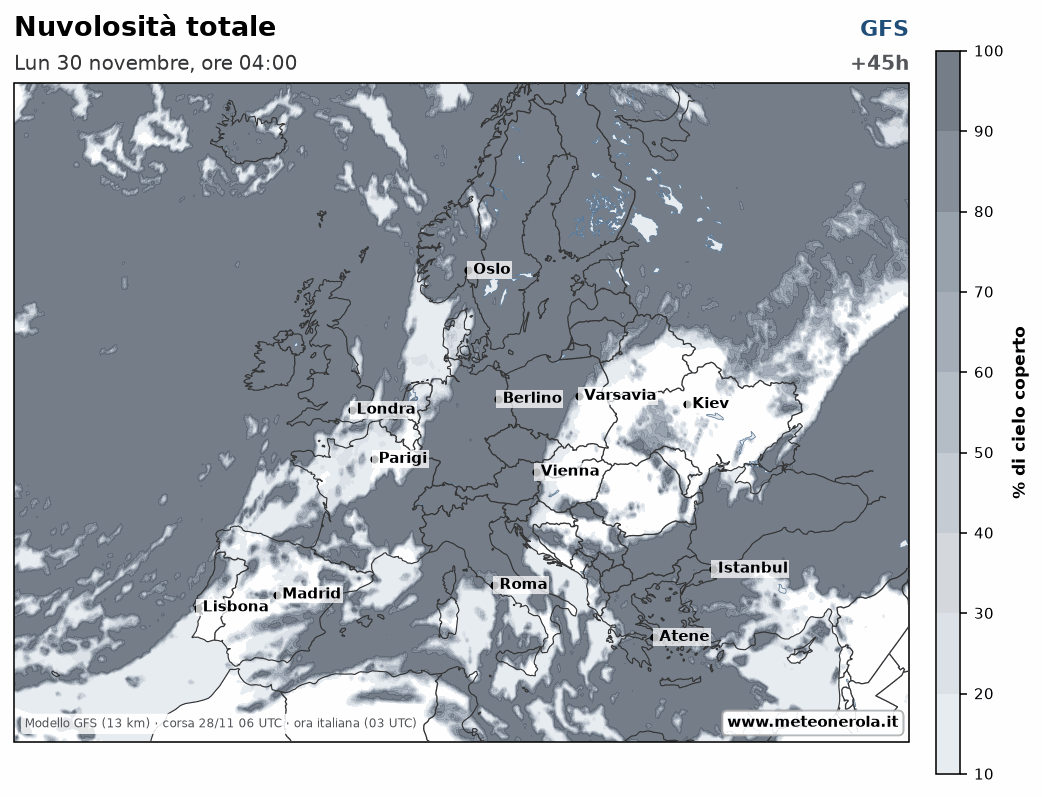 Nuvolosità totale
GFS
Lun 30 novembre, ore 04:00
+45h
100
90
80
70
60
50
40
30
20
10
% di cielo coperto
Oslo
Berlino
Varsavia
Kiev
Londra
Parigi
Vienna
Istanbul
Roma
Madrid
Lisbona
Atene
Modello GFS (13 km) · corsa 28/11 06 UTC · ora italiana (03 UTC)
www.meteonerola.it